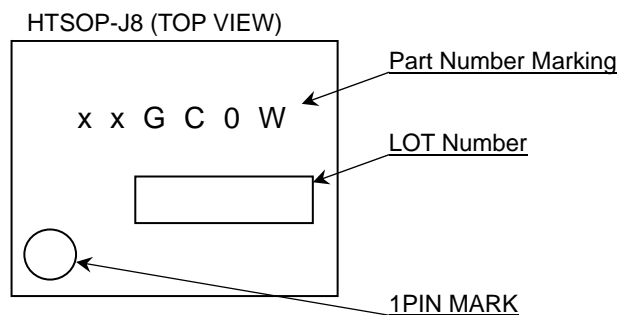 HTSOP-J8 (TOP VIEW)
Part Number Marking
x x G C 0 W
LOT Number
1PIN MARK